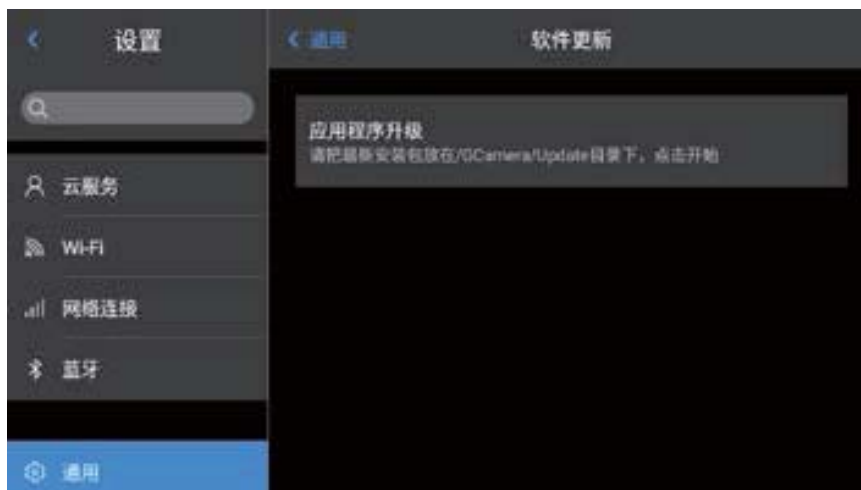 设置
云服务
Wi-Fi
网络连接
蓝牙
通用
通用
软件更新
应用程序升级
请把最新安装包放在/GCamera/Update目录下，点击开始